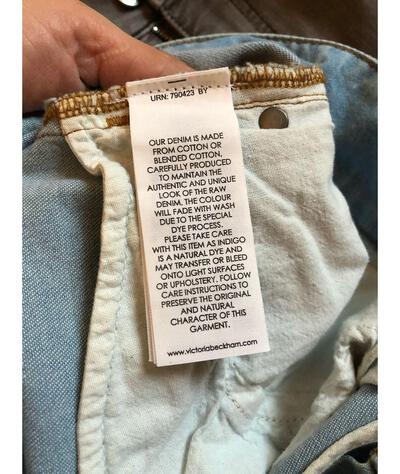 URN: 790423 BY
OUR DENIM IS MADE
FROM COTTON OR
BLENDED COTTON,
CAREFULLY PRODUCED
TO MAINTAIN THE
AUTHENTIC AND UNIQUE
LOOK OF THE RAW
DENIM, THE COLOUR
WILL FADE WITH WASH
DUE TO THE SPECIAL
DYE PROCESS.
PLEASE TAKE CARE
WITH THIS ITEM AS INDIGO
IS A NATURAL DYE AND
MAY TRANSFER OR BLEED
ONTO LIGHT SURFACES
OR UPHOLSTERY. FOLLOW
CARE INSTRUCTIONS TO
PRESERVE THE ORIGINAL
AND NATURAL
CHARACTER OF THIS
GARMENT.
www.victoriabeckham.com